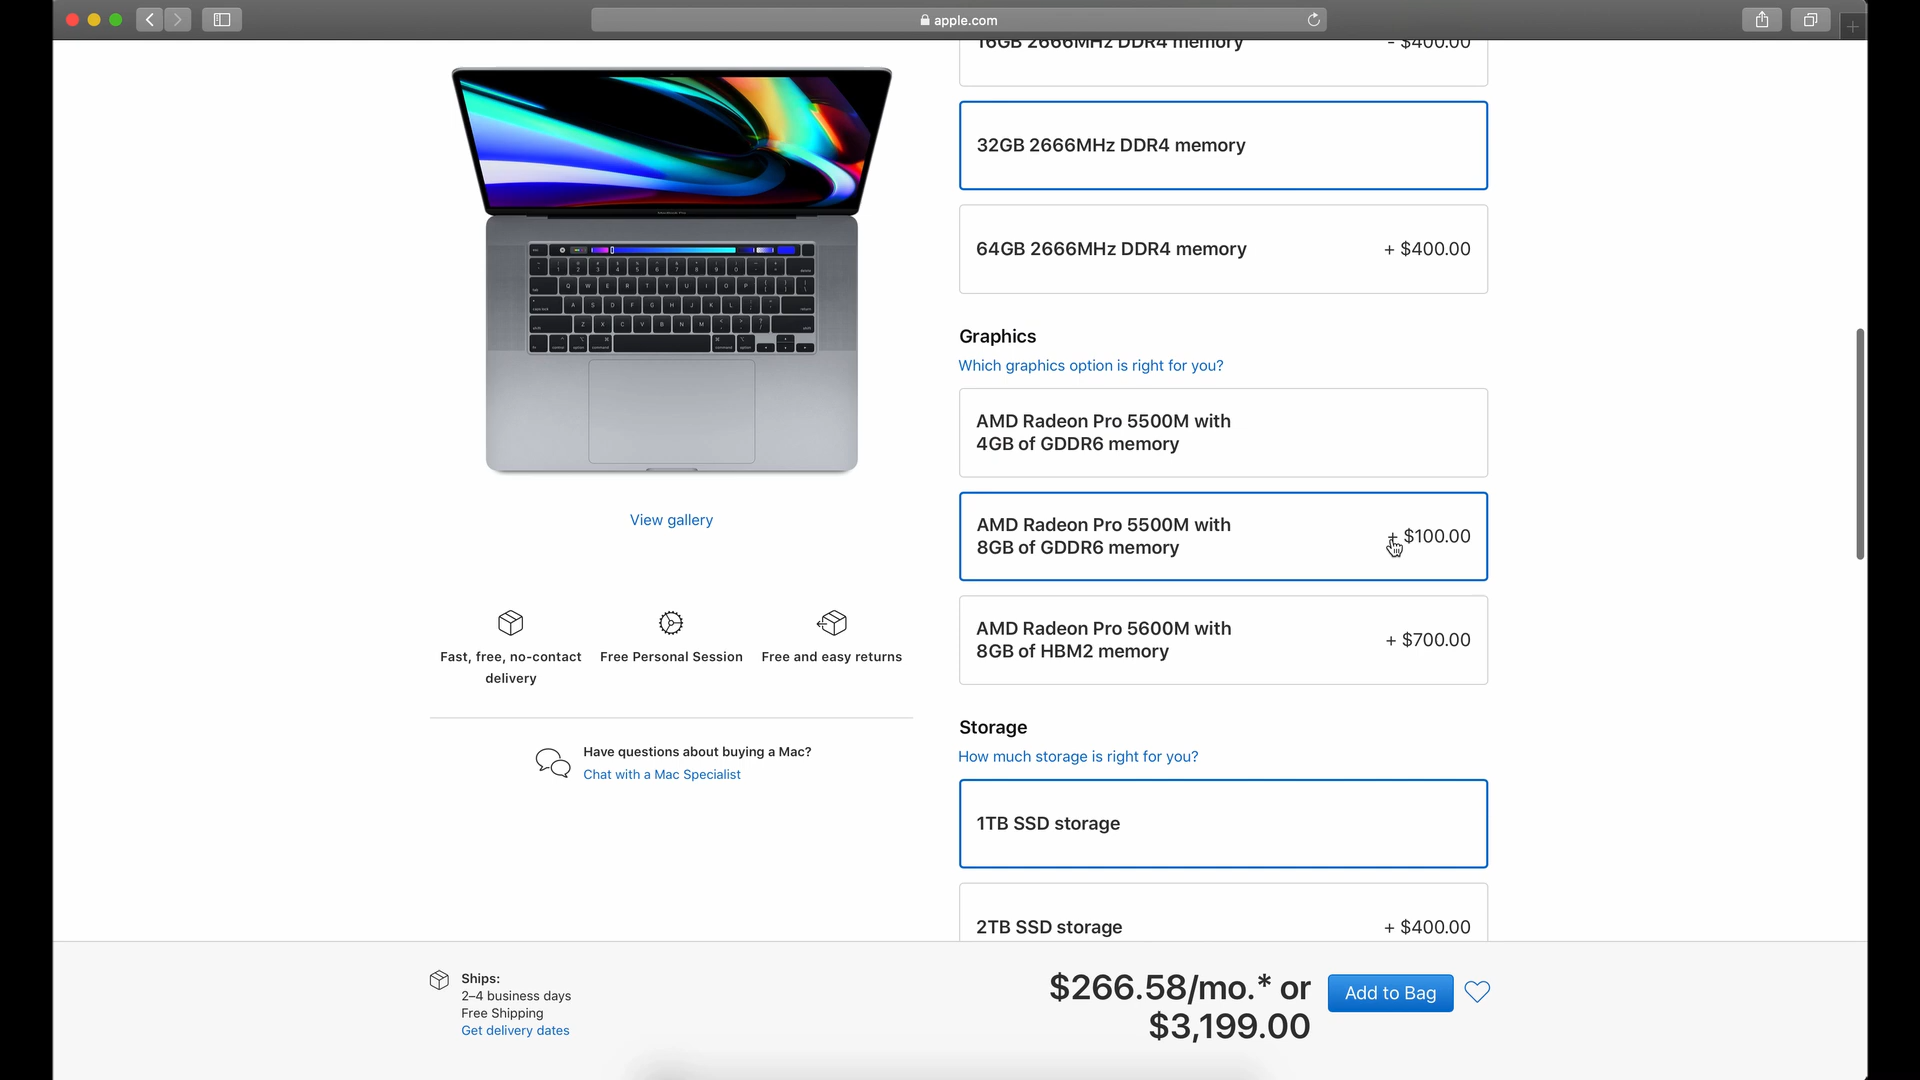 apple.com
16GB 2666MHz DDR4 memory - $400.00
32GB 2666MHz DDR4 memory
64GB 2666MHz DDR4 memory + $400.00
Graphics
Which graphics option is right for you?
AMD Radeon Pro 5500M with
4GB of GDDR6 memory
AMD Radeon Pro 5500M with
8GB of GDDR6 memory
+ $100.00
AMD Radeon Pro 5600M with
8GB of HBM2 memory
+ $700.00
Storage
How much storage is right for you?
1TB SSD storage
2TB SSD storage + $400.00
View gallery
Fast, free, no-contact
delivery
Free Personal Session
Free and easy returns
Have questions about buying a Mac?
Chat with a Mac Specialist
Ships:
2–4 business days
Free Shipping
Get delivery dates
$266.58/mo.* or
$3,199.00
Add to Bag